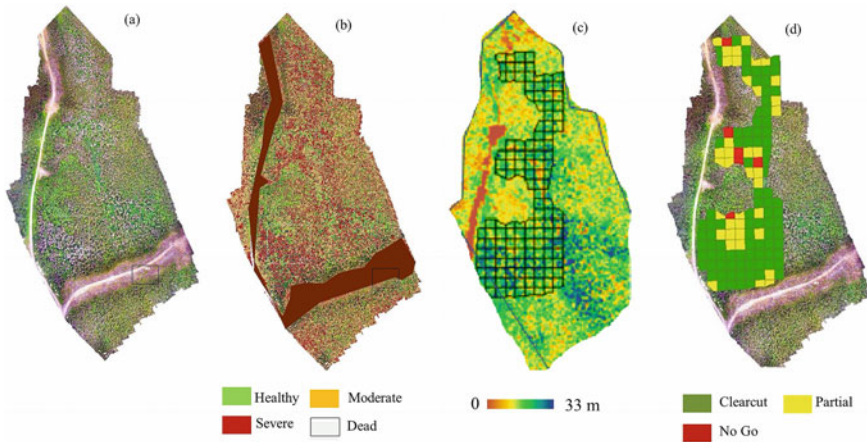 (a)
(b)
(c)
(d)
Healthy
Moderate
Severe
Dead
0
33 m
Clearcut
Partial
No Go